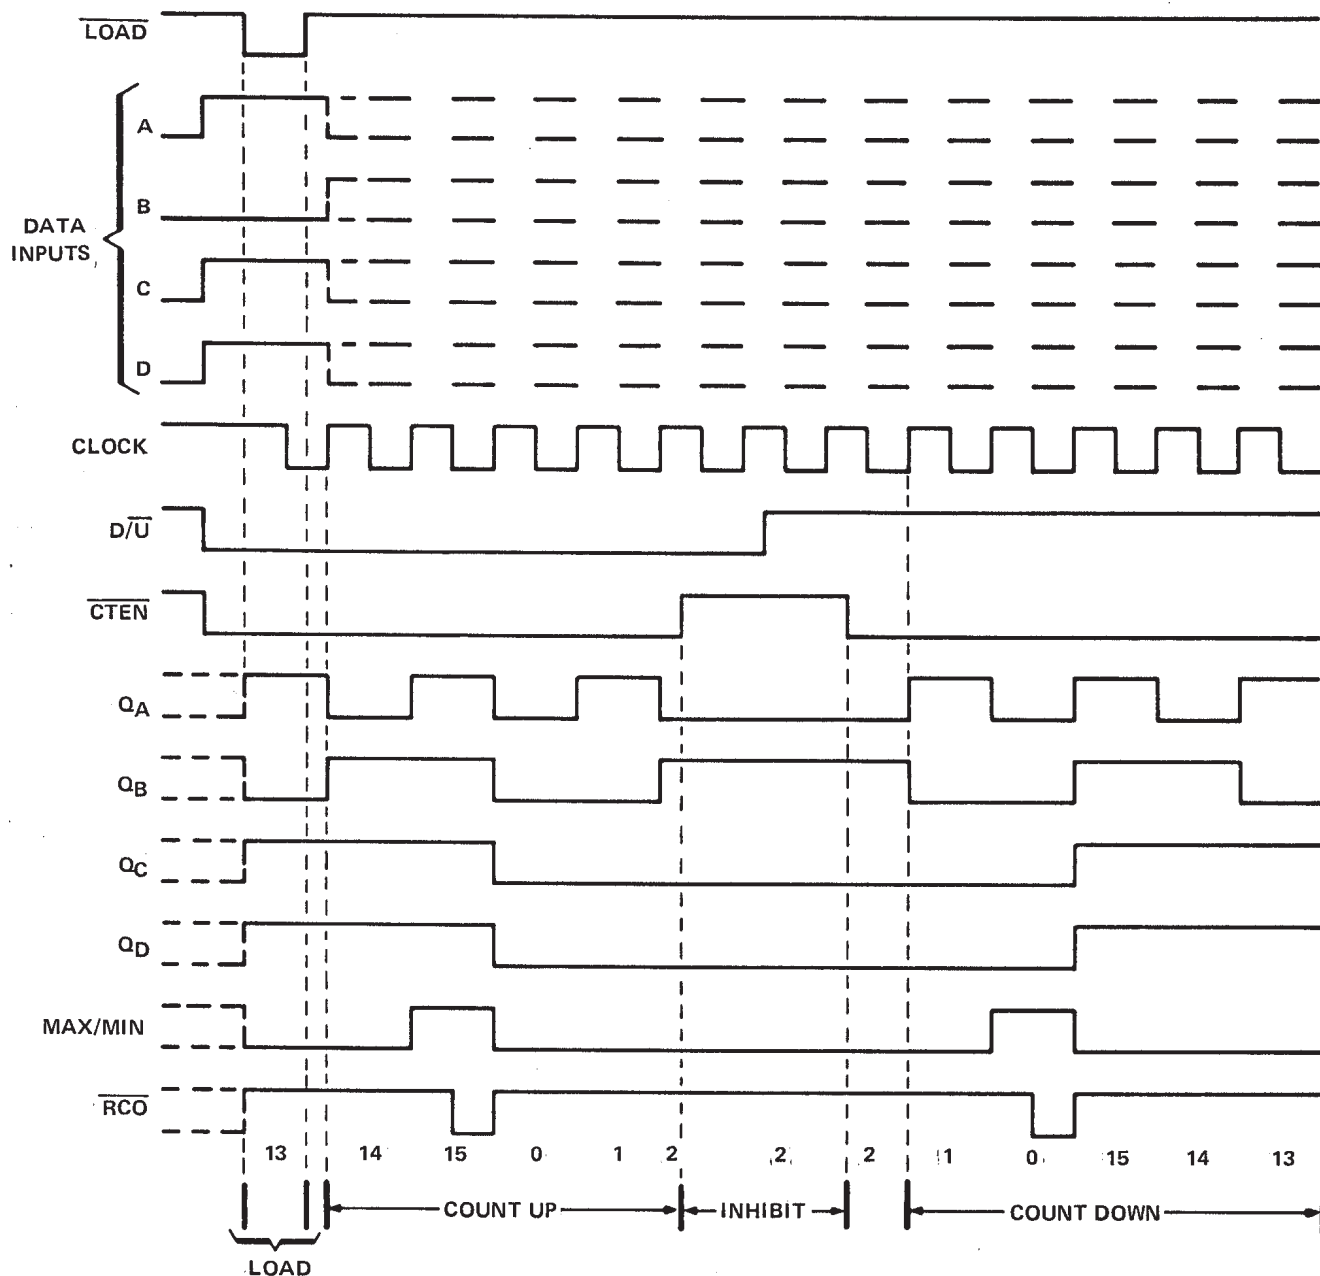 LOAD
A
B
DATA
INPUTS
C
D
CLOCK
D/U
CTEN
QA
QB
QC
QD
MAX/MIN
RCO
13 14 15 0 1 2 2 2 1 0 15 14 13
COUNT UP INHIBIT COUNT DOWN
LOAD